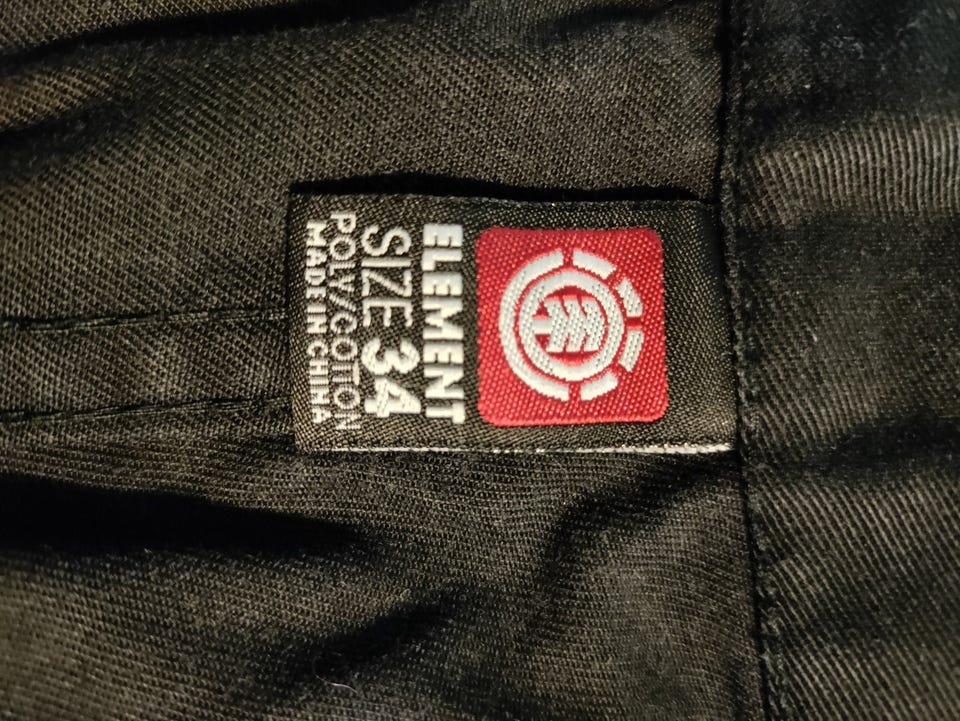 ELEMENT
SIZE 34
POLY/COTTON
MADE IN CHINA